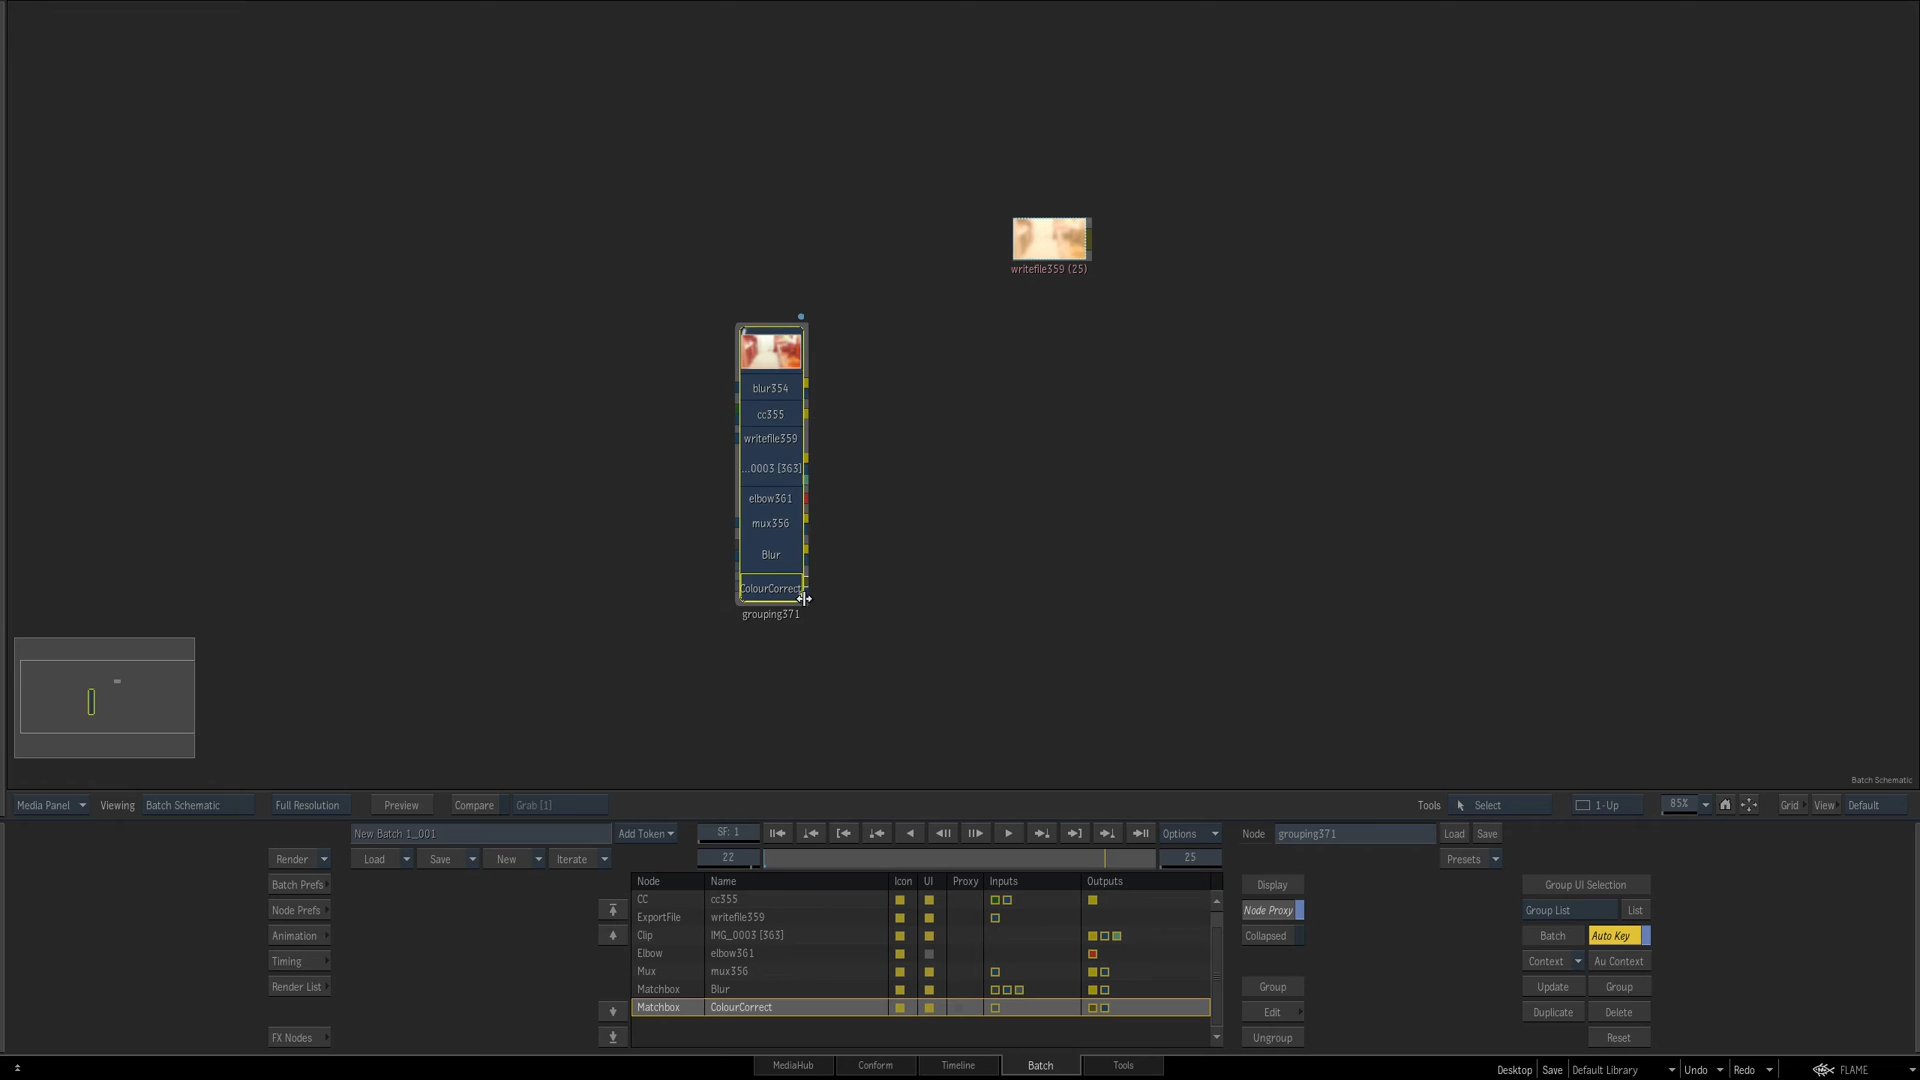 writefile359 (25)
blur354
cc355
writefile359
...0003 [363]
elbow361
mux356
Blur
ColourCorrect
grouping371
Batch Schematic
Media Panel Viewing Batch Schematic Full Resolution Preview Compare Grab [1] Tools Select 1-Up 85% Grid View Default
New Batch 1_001 Add Token SF: 1 Options Node grouping371 Load Save
Render Load Save New Iterate 22 25 Presets
Node Name Icon UI Proxy Inputs Outputs
Batch Prefs Display Group UI Selection
CC cc355
Node Prefs ExportFile writefile359 Node Proxy Group List List
Animation Clip IMG_0003 [363] Collapsed Batch Auto Key
Elbow elbow361
Timing Context Au Context
Mux mux356
Render List Matchbox Blur Group Update Group
Matchbox ColourCorrect Edit Duplicate Delete
FX Nodes Ungroup Reset
MediaHub Conform Timeline Batch Tools
Desktop Save Default Library Undo Redo FLAME